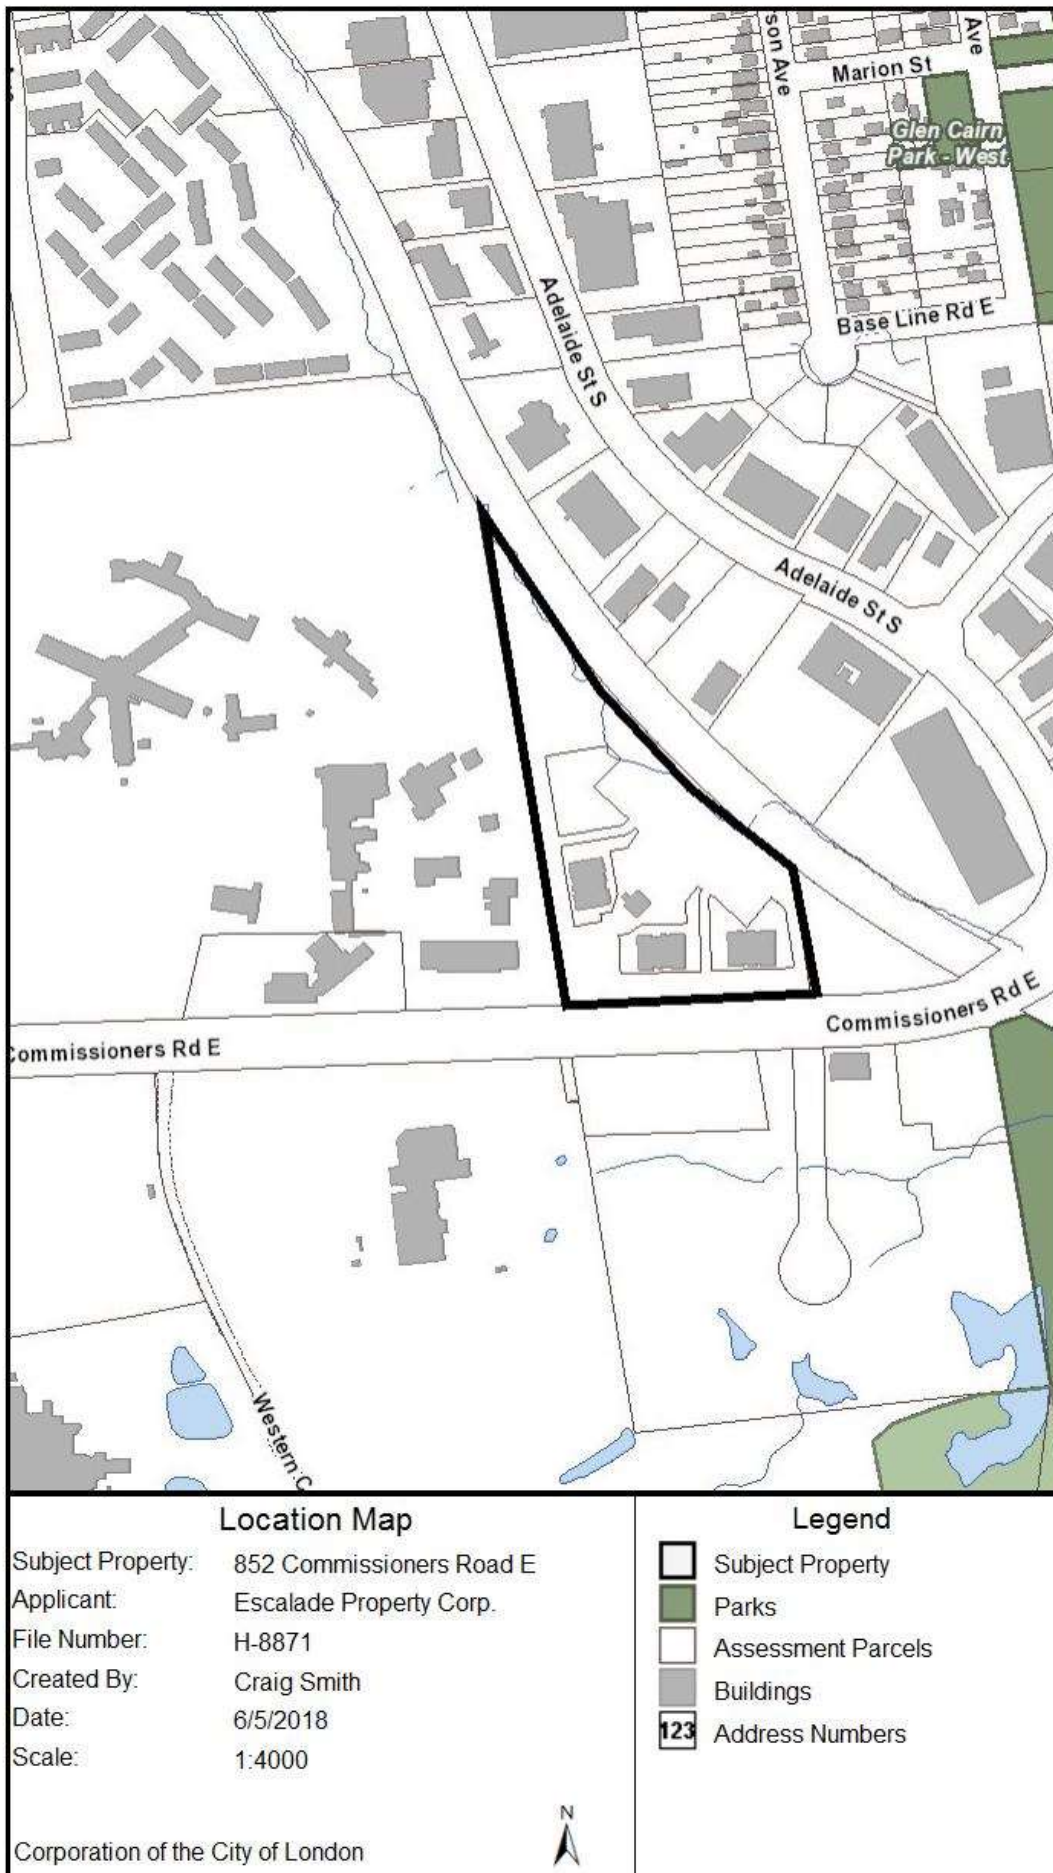 son Ave
Ave
Marion St
Glen Cairn
Park - West
Base Line Rd E
Adelaide St S
Adelaide St S
Commissioners Rd E
Commissioners Rd E
Western C
Location Map
Subject Property: 852 Commissioners Road E
Applicant: Escalade Property Corp.
File Number: H-8871
Created By: Craig Smith
Date: 6/5/2018
Scale: 1:4000
Corporation of the City of London
N
Legend
Subject Property
Parks
Assessment Parcels
Buildings
123 Address Numbers